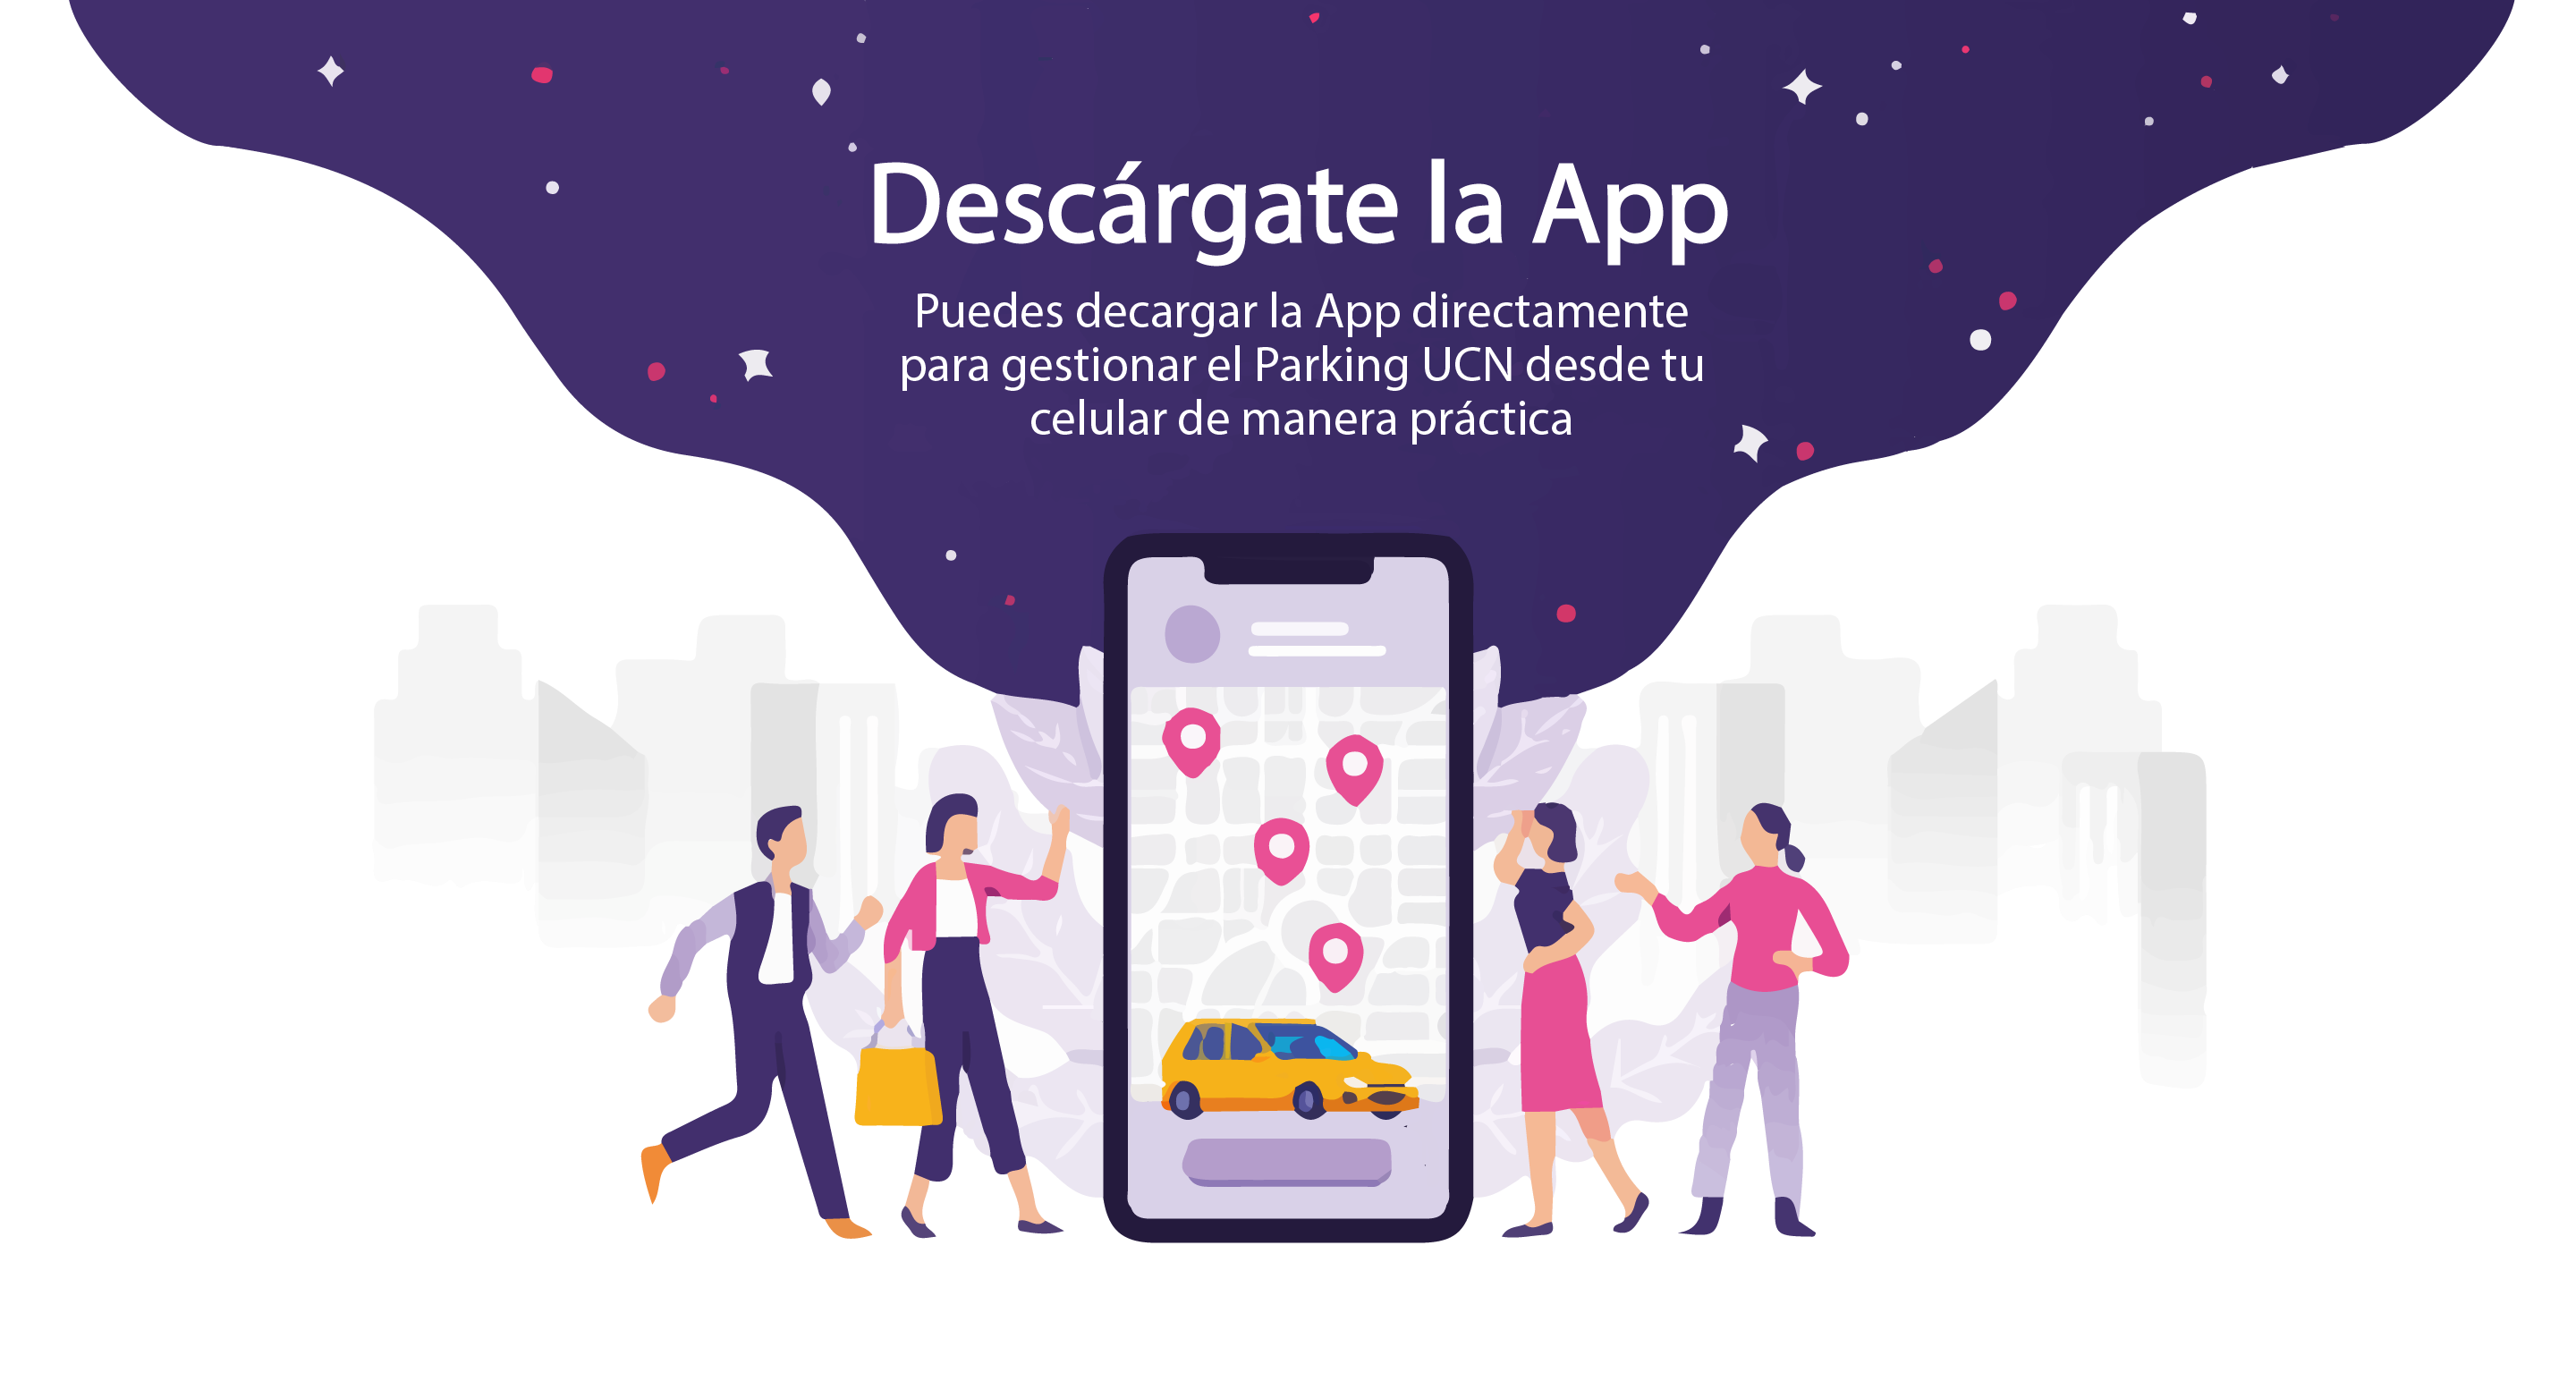 Descárgate la App
Puedes decargar la App directamente
para gestionar el Parking UCN desde tu
celular de manera práctica